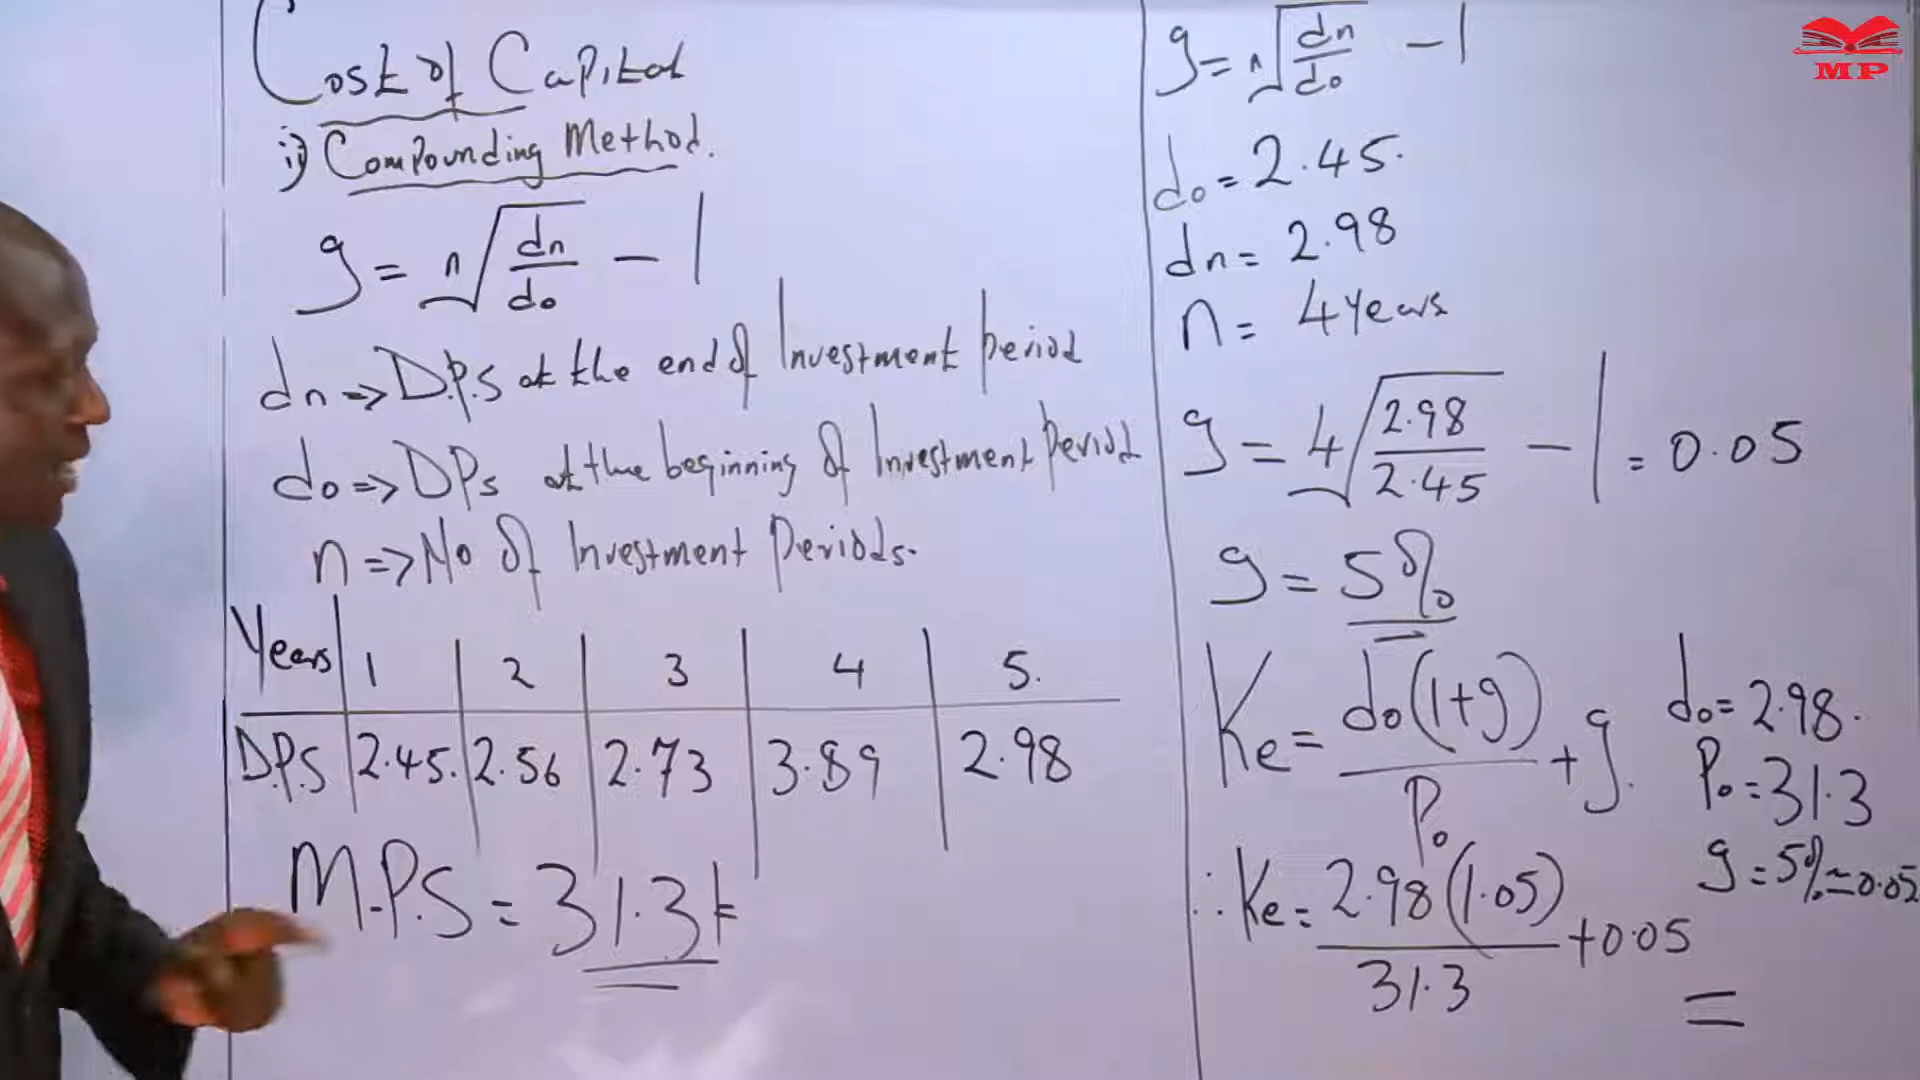 Cost of Capital
ii) Compounding Method.
g = n√dn/do - 1
dn => D.P.S at the end of Investment period
do => DPs at the beginning of Investment Period
n => No of Investment Periods.
Years | 1 | 2 | 3 | 4 | 5.
D.P.S | 2.45. | 2.56 | 2.73 | 3.89 | 2.98
M.P.S = 31.3
g = n√dn/do - 1
do = 2.45.
dn = 2.98
n = 4 Years
g = 4√2.98/2.45 - 1 = 0.05
g = 5%
Ke = do(1+g)/Po + g.
do = 2.98.
Po = 31.3
g = 5% = 0.05
∴ Ke = 2.98(1.05)/31.3 + 0.05
=
MP